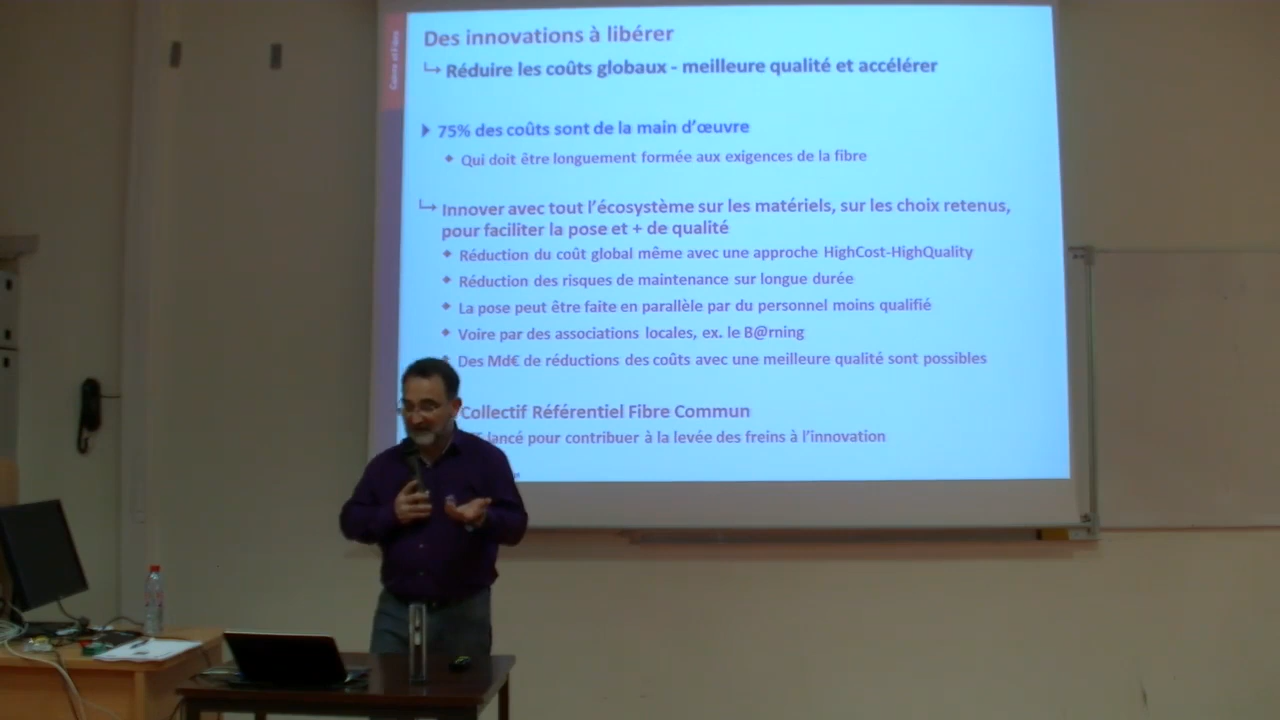 Des innovations à libérer
Réduire les coûts globaux - meilleure qualité et accélérer
75% des coûts sont de la main d'œuvre
Qui doit être longuement formée aux exigences de la fibre
Innover avec tout l'écosystème sur les matériels, sur les choix retenus,
pour faciliter la pose et + de qualité
Réduction du coût global même avec une approche HighCost-HighQuality
Réduction des risques de maintenance sur longue durée
La pose peut être faite en parallèle par du personnel moins qualifié
Voire par des associations locales, ex. le B@rning
Des Md€ de réductions des coûts avec une meilleure qualité sont possibles
Collectif Référentiel Fibre Commun
lancé pour contribuer à la levée des freins à l'innovation